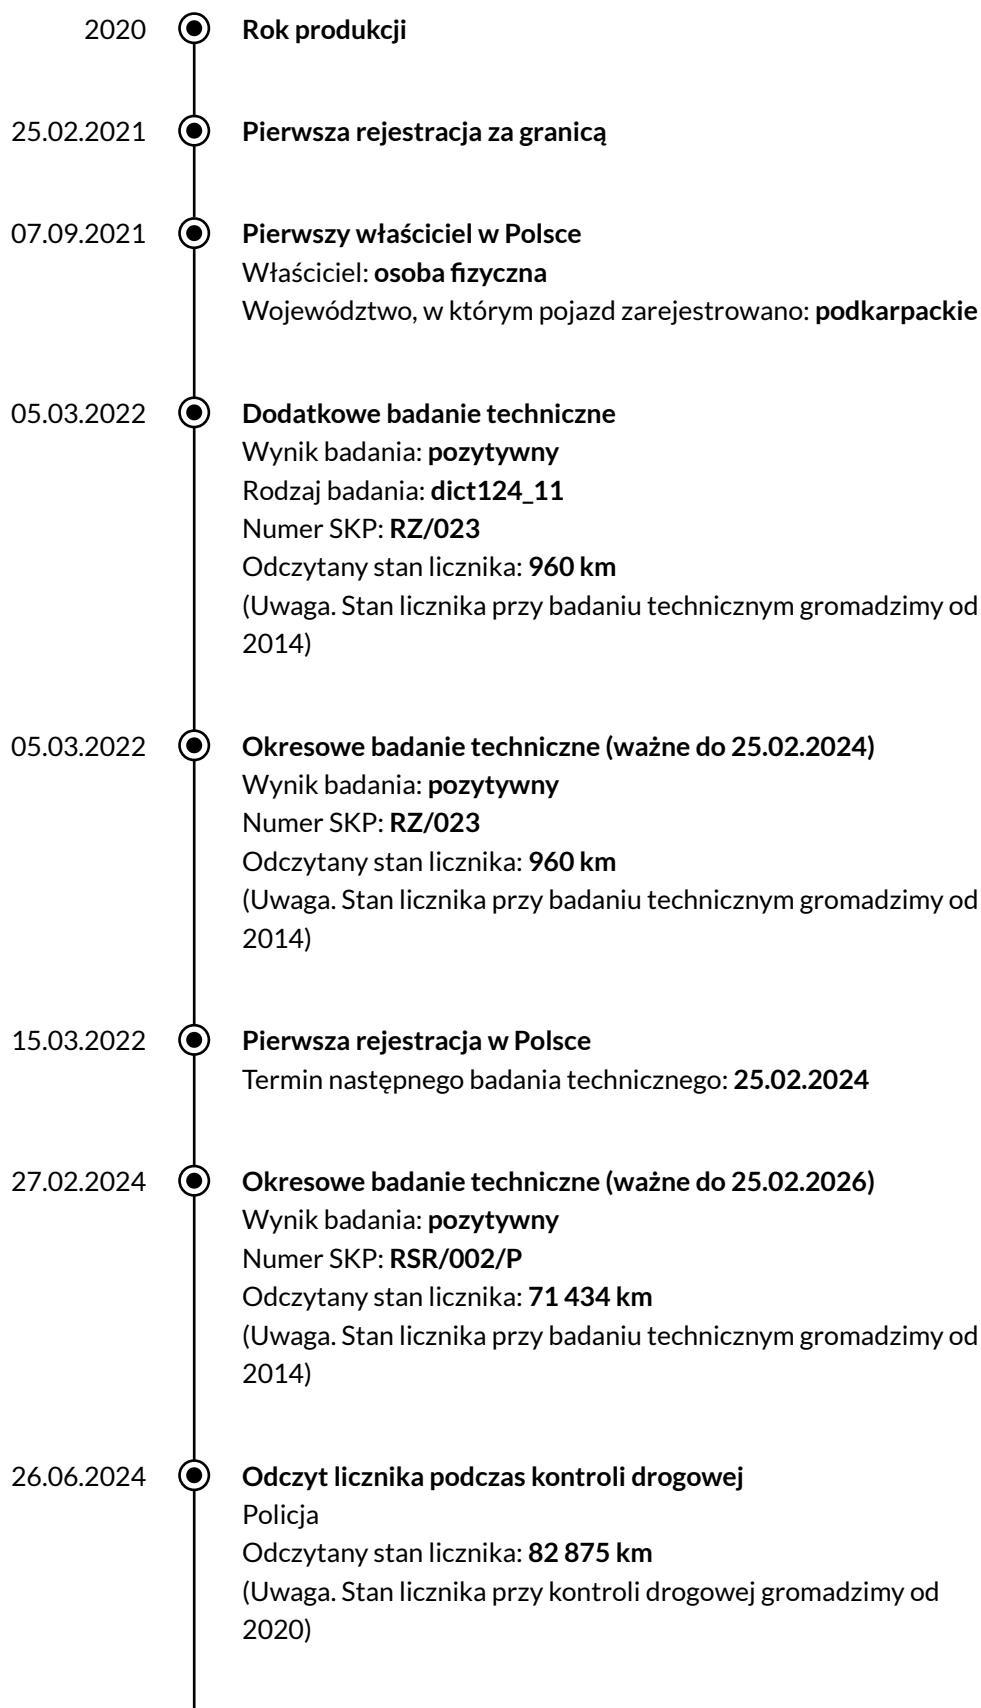 2020 Rok produkcji
25.02.2021 Pierwsza rejestracja za granicą
07.09.2021 Pierwszy właściciel w Polsce
Właściciel: osoba fizyczna
Województwo, w którym pojazd zarejestrowano: podkarpackie
05.03.2022 Dodatkowe badanie techniczne
Wynik badania: pozytywny
Rodzaj badania: dict124_11
Numer SKP: RZ/023
Odczytany stan licznika: 960 km
(Uwaga. Stan licznika przy badaniu technicznym gromadzimy od
2014)
05.03.2022 Okresowe badanie techniczne (ważne do 25.02.2024)
Wynik badania: pozytywny
Numer SKP: RZ/023
Odczytany stan licznika: 960 km
(Uwaga. Stan licznika przy badaniu technicznym gromadzimy od
2014)
15.03.2022 Pierwsza rejestracja w Polsce
Termin następnego badania technicznego: 25.02.2024
27.02.2024 Okresowe badanie techniczne (ważne do 25.02.2026)
Wynik badania: pozytywny
Numer SKP: RSR/002/P
Odczytany stan licznika: 71 434 km
(Uwaga. Stan licznika przy badaniu technicznym gromadzimy od
2014)
26.06.2024 Odczyt licznika podczas kontroli drogowej
Policja
Odczytany stan licznika: 82 875 km
(Uwaga. Stan licznika przy kontroli drogowej gromadzimy od
2020)